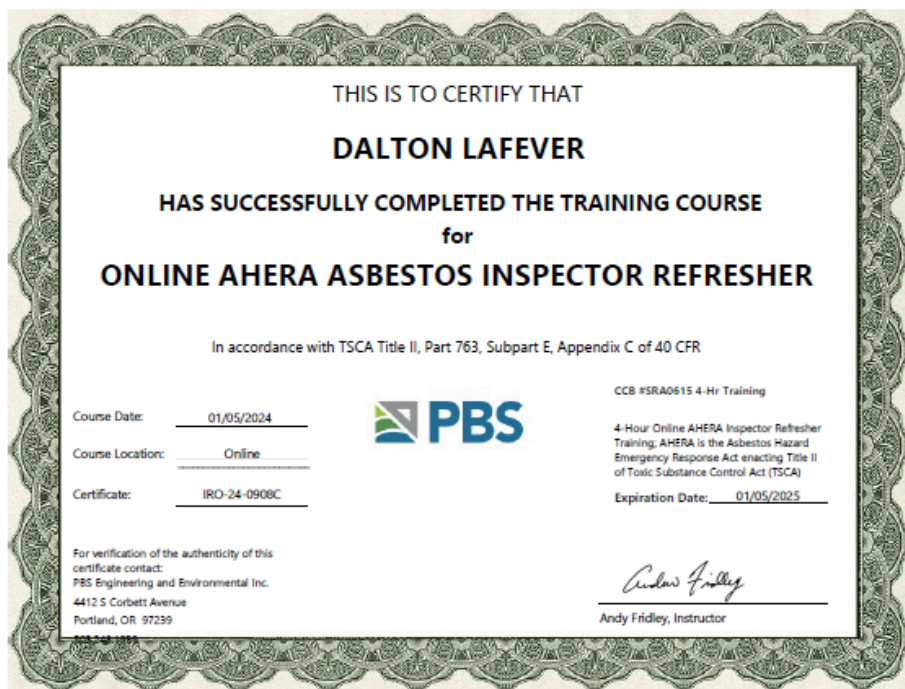 THIS IS TO CERTIFY THAT
DALTON LAFEVER
HAS SUCCESSFULLY COMPLETED THE TRAINING COURSE
for
ONLINE AHERA ASBESTOS INSPECTOR REFRESHER
In accordance with TSCA Title II, Part 763, Subpart E, Appendix C of 40 CFR
Course Date: 01/05/2024
Course Location: Online
Certificate: IRO-24-0908C
PBS
CCB #SRA0615 4-Hr Training
4-Hour Online AHERA Inspector Refresher
Training; AHERA is the Asbestos Hazard
Emergency Response Act enacting Title II
of Toxic Substance Control Act (TSCA)
Expiration Date: 01/05/2025
For verification of the authenticity of this
certificate contact:
PBS Engineering and Environmental Inc.
4412 S Corbett Avenue
Portland, OR 97239
Andy Fridley
Andy Fridley, Instructor